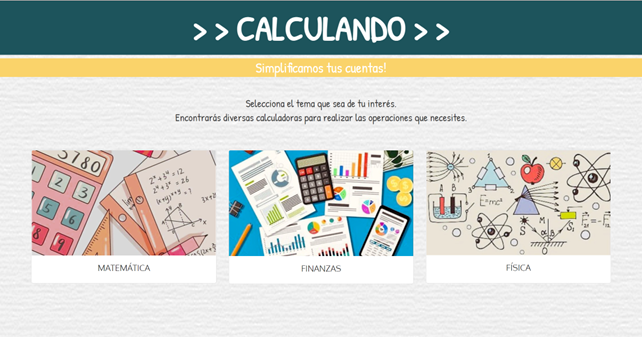 > > CALCULANDO > >
Simplificamos tus cuentas!
Selecciona el tema que sea de tu interés.
Encontrarás diversas calculadoras para realizar las operaciones que necesites.
5780
MATEMÁTICA
FINANZAS
FÍSICA